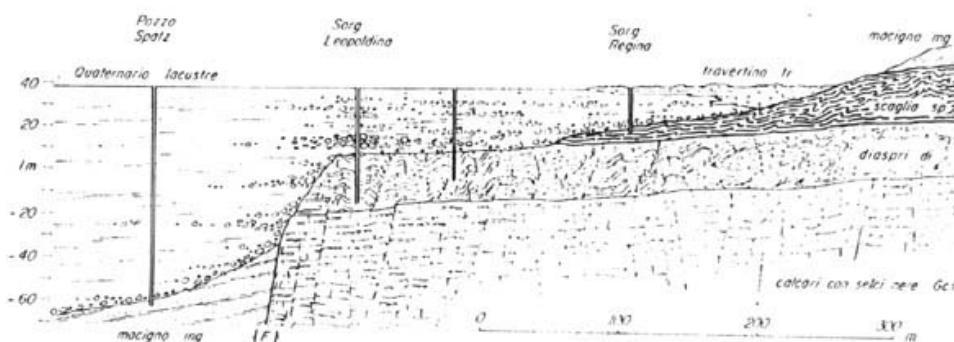 Pozzo
Spatz
Sorg
Leopoldina
Sorg
Regina
macigno mg
Quaternario lacustre
travertino tr
40
scaglia sp
20
diaspri di
-20
-40
calcari con selci nere Gc
-60
macigno mg
(F)
0
100
200
300
m